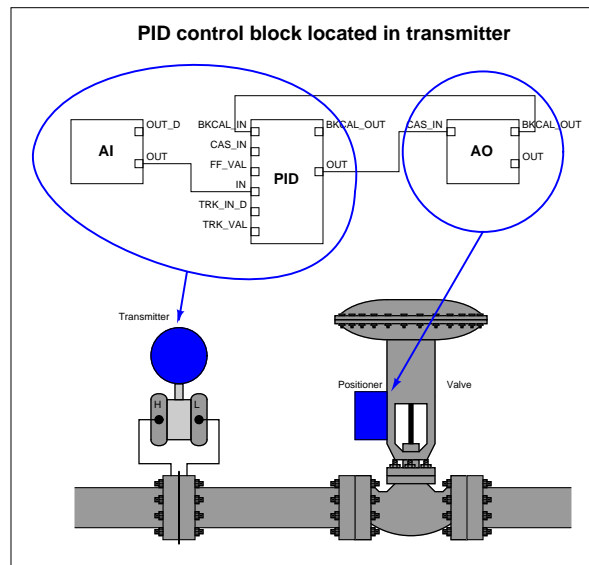 PID control block located in transmitter
AI
OUT_D
OUT
BKCAL_IN
CAS_IN
FF_VAL
IN
TRK_IN_D
TRK_VAL
PID
BKCAL_OUT
OUT
CAS_IN
AO
BKCAL_OUT
OUT
Transmitter
H
L
Positioner
Valve